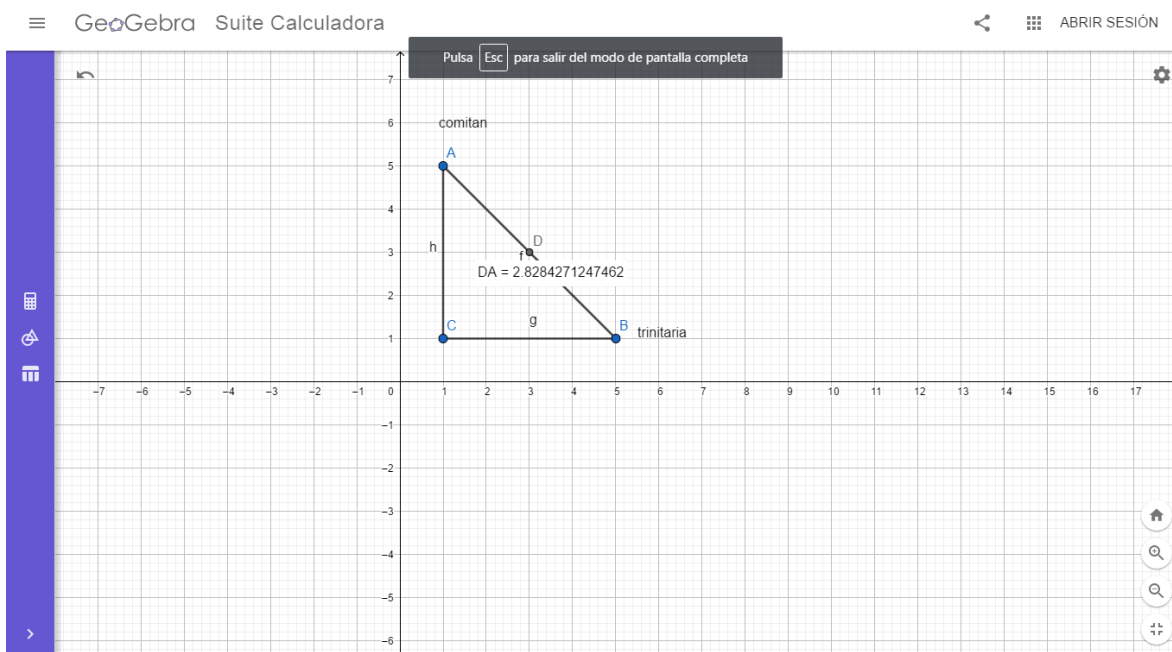 GeoGebra Suite Calculadora
ABRIR SESIÓN
Pulsa Esc para salir del modo de pantalla completa
7
6
comitan
A
5
4
h
3
D
f
DA = 2.8284271247462
2
g
C
B
trinitaria
1
−7 −6 −5 −4 −3 −2 −1 0 1 2 3 4 5 6 7 8 9 10 11 12 13 14 15 16 17
−1
−2
−3
−4
−5
−6